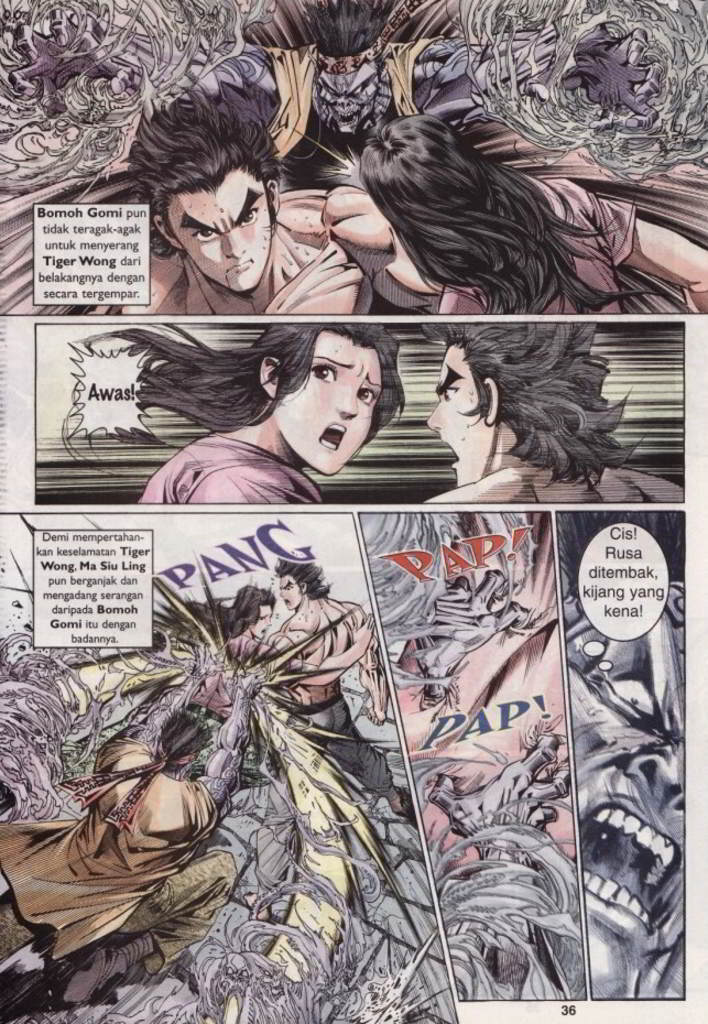 Bomoh Gomi pun
tidak teragak-agak
untuk menyerang
Tiger Wong dari
belakangnya dengan
secara tergempar.
Awas!
Demi mempertahan-
kan keselamatan Tiger
Wong, Ma Siu Ling
pun berganjak dan
mengadang serangan
daripada Bomoh
Gomi itu dengan
badannya.
PANG
PAP!
PAP!
Cis!
Rusa
ditembak,
kijang yang
kena!
36